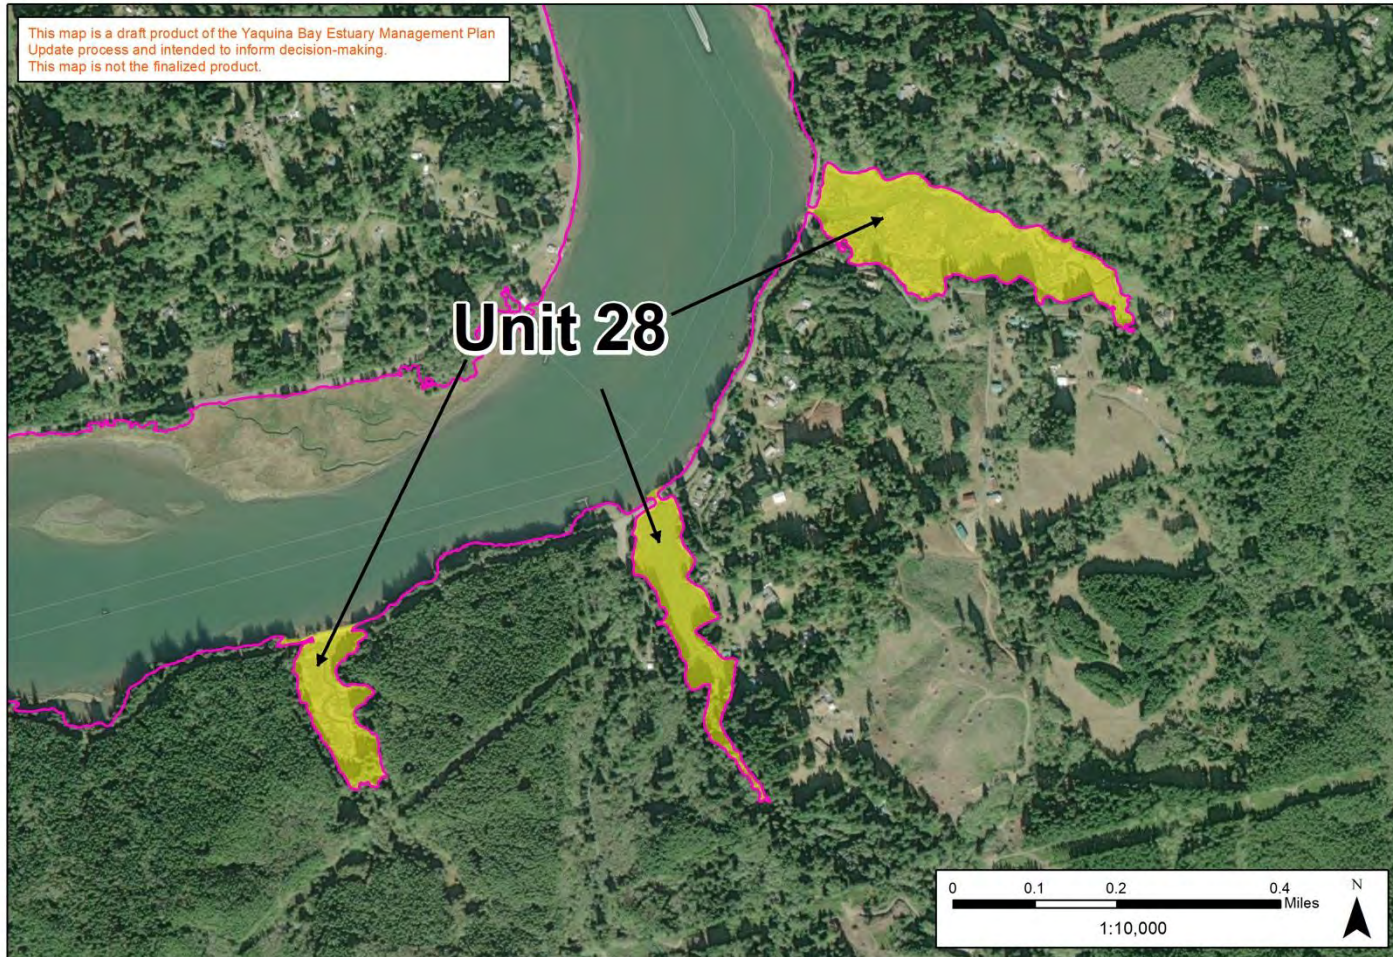 This map is a draft product of the Yaquina Bay Estuary Management Plan
Update process and intended to inform decision-making.
This map is not the finalized product.
Unit 28
0 0.1 0.2 0.4
Miles
1:10,000
N